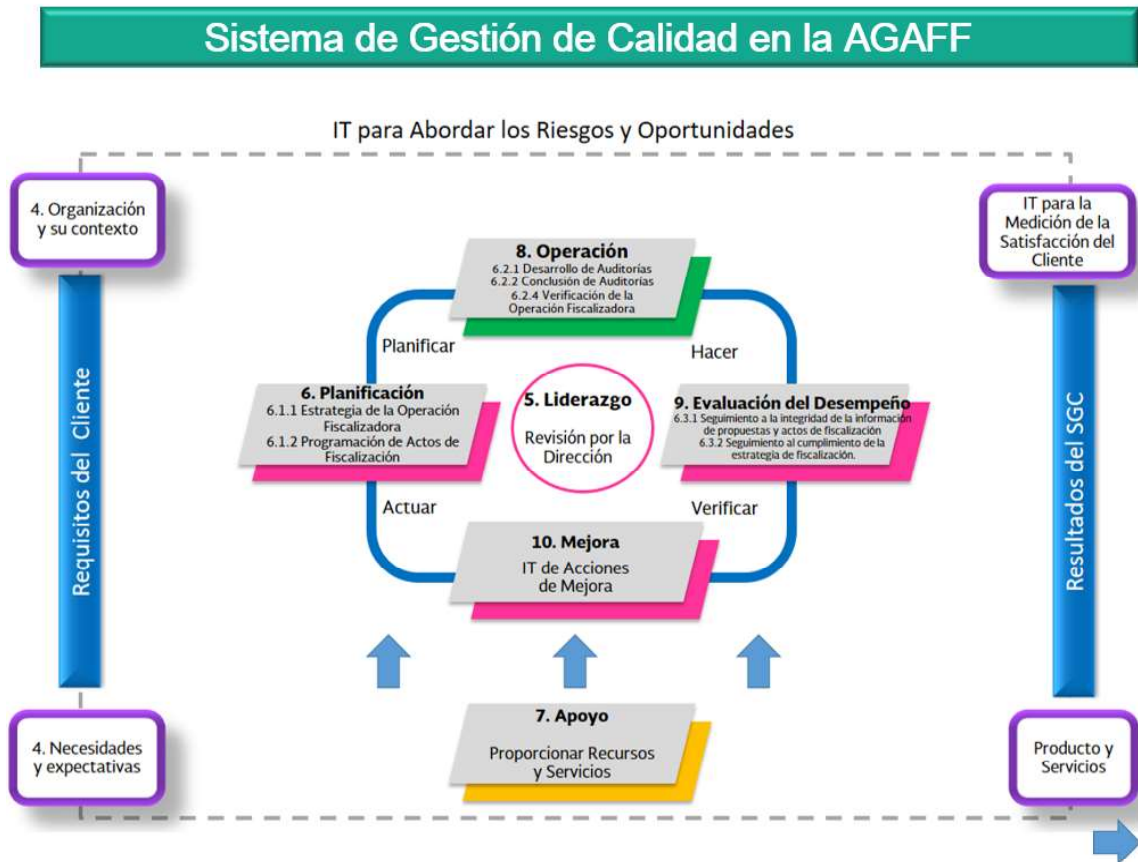 Sistema de Gestión de Calidad en la AGAFF
IT para Abordar los Riesgos y Oportunidades
4. Organización
y su contexto
Requisitos del Cliente
4. Necesidades
y expectativas
8. Operación
6.2.1 Desarrollo de Auditorías
6.2.2 Conclusión de Auditorías
6.2.4 Verificación de la
Operación Fiscalizadora
Planificar
Hacer
6. Planificación
6.1.1 Estrategia de la Operación
Fiscalizadora
6.1.2 Programación de Actos de
Fiscalización
5. Liderazgo
Revisión por la
Dirección
9. Evaluación del Desempeño
6.3.1 Seguimiento a la integridad de la información
de propuestas y actos de fiscalización
6.3.2 Seguimiento al cumplimiento de la
estrategia de fiscalización.
Actuar
Verificar
10. Mejora
IT de Acciones
de Mejora
7. Apoyo
Proporcionar Recursos
y Servicios
IT para la
Medición de la
Satisfacción del
Cliente
Resultados del SGC
Producto y
Servicios